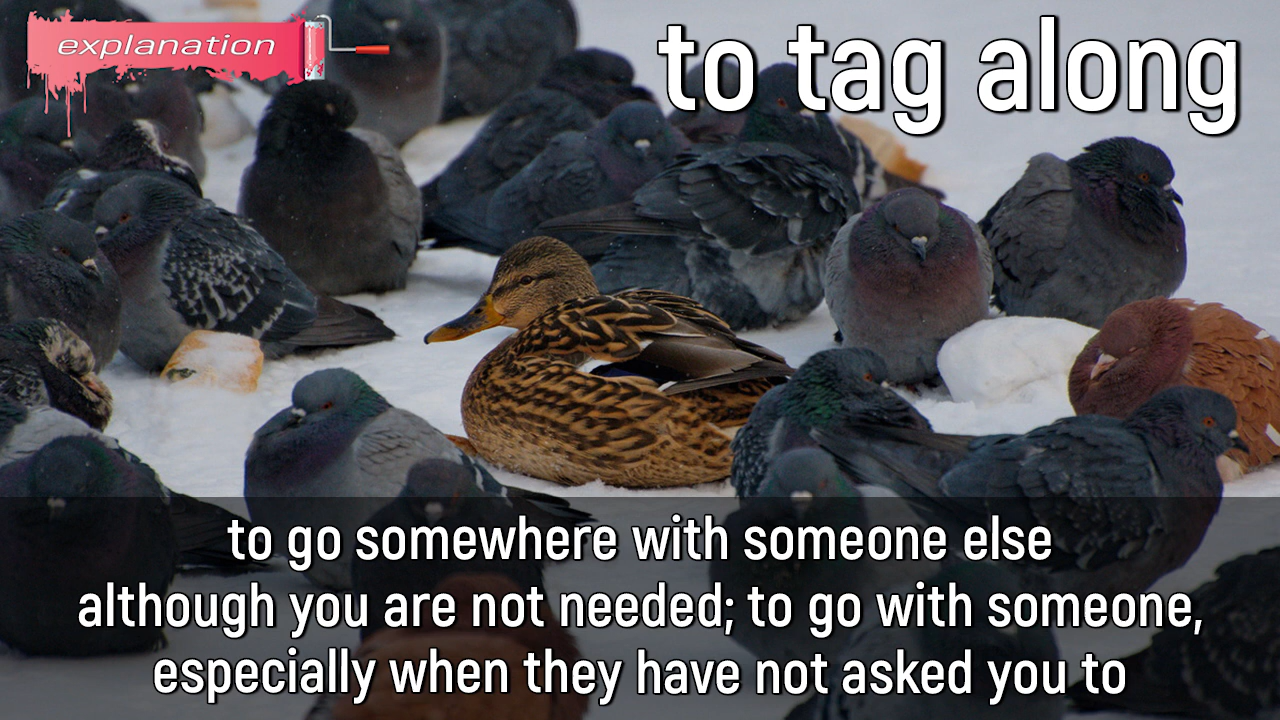 explanation
to tag along
to go somewhere with someone else
although you are not needed; to go with someone,
especially when they have not asked you to